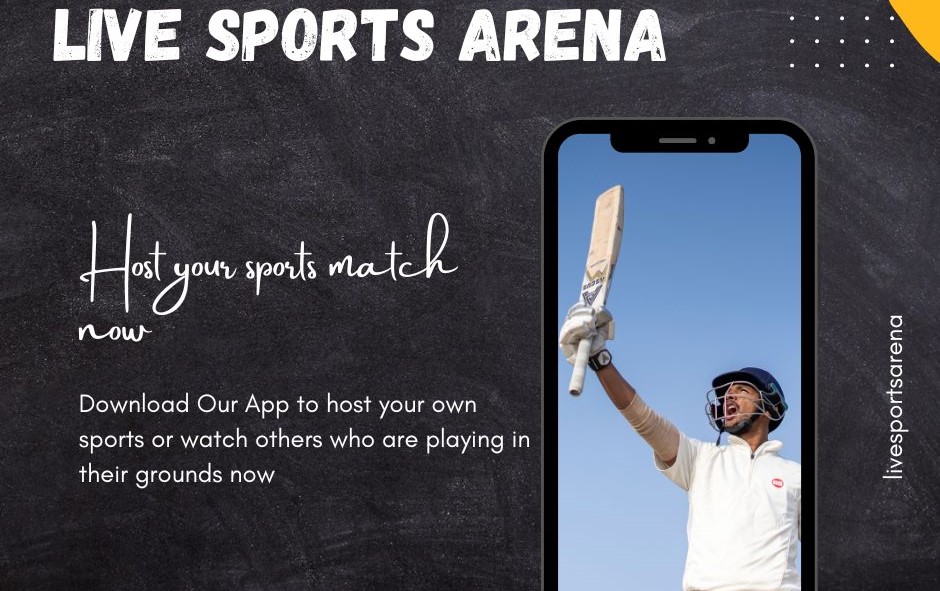 LIVE SPORTS ARENA
Host your sports match
now
Download Our App to host your own
sports or watch others who are playing in
their grounds now
livesportsarena